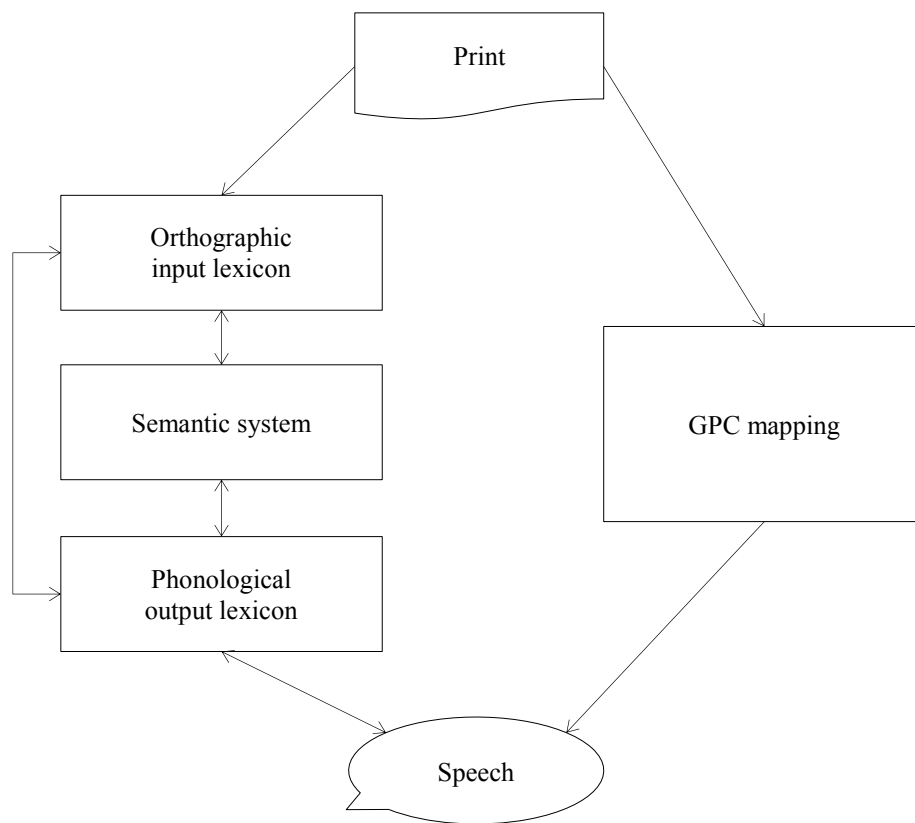 Print
Orthographic
input lexicon
Semantic system
GPC mapping
Phonological
output lexicon
Speech